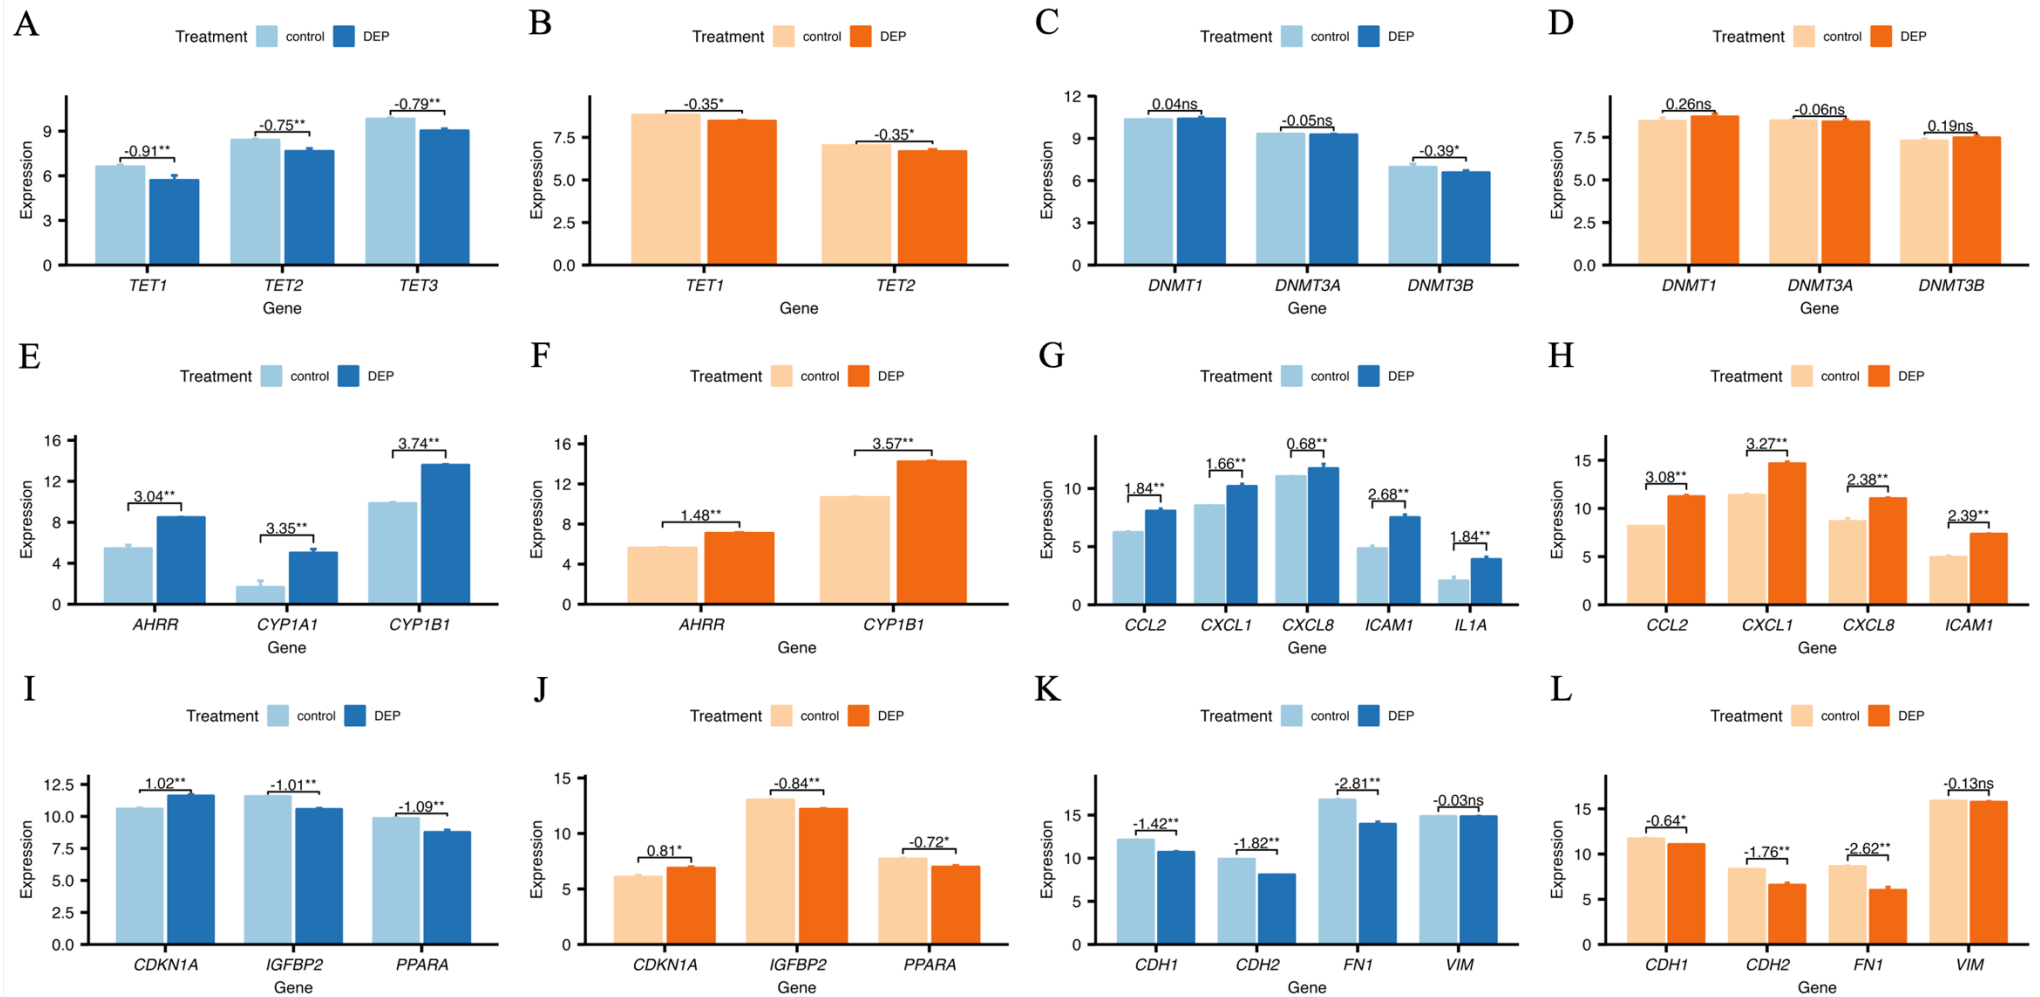 A
Treatment control DEP
Expression
9
6
3
0
-0.91**
-0.75**
-0.79**
TET1 TET2 TET3
Gene
B
Treatment control DEP
Expression
7.5
5.0
2.5
0.0
-0.35*
-0.35*
TET1 TET2
Gene
C
Treatment control DEP
Expression
12
9
6
3
0
0.04ns
-0.05ns
-0.39*
DNMT1 DNMT3A DNMT3B
Gene
D
Treatment control DEP
Expression
7.5
5.0
2.5
0.0
0.26ns
-0.06ns
0.19ns
DNMT1 DNMT3A DNMT3B
Gene
E
Treatment control DEP
Expression
16
12
8
4
0
3.04**
3.35**
3.74**
AHRR CYP1A1 CYP1B1
Gene
F
Treatment control DEP
Expression
16
12
8
4
0
1.48**
3.57**
AHRR CYP1B1
Gene
G
Treatment control DEP
Expression
10
5
0
1.84**
1.66**
0.68**
2.68**
1.84**
CCL2 CXCL1 CXCL8 ICAM1 IL1A
Gene
H
Treatment control DEP
Expression
15
10
5
0
3.08**
3.27**
2.38**
2.39**
CCL2 CXCL1 CXCL8 ICAM1
Gene
I
Treatment control DEP
Expression
12.5
10.0
7.5
5.0
2.5
0.0
1.02**
-1.01**
-1.09**
CDKN1A IGFBP2 PPARA
Gene
J
Treatment control DEP
Expression
15
10
5
0
0.81*
-0.84**
-0.72*
CDKN1A IGFBP2 PPARA
Gene
K
Treatment control DEP
Expression
15
10
5
0
-1.42**
-1.82**
-2.81**
-0.03ns
CDH1 CDH2 FN1 VIM
Gene
L
Treatment control DEP
Expression
15
10
5
0
-0.64*
-1.76**
-2.62**
-0.13ns
CDH1 CDH2 FN1 VIM
Gene